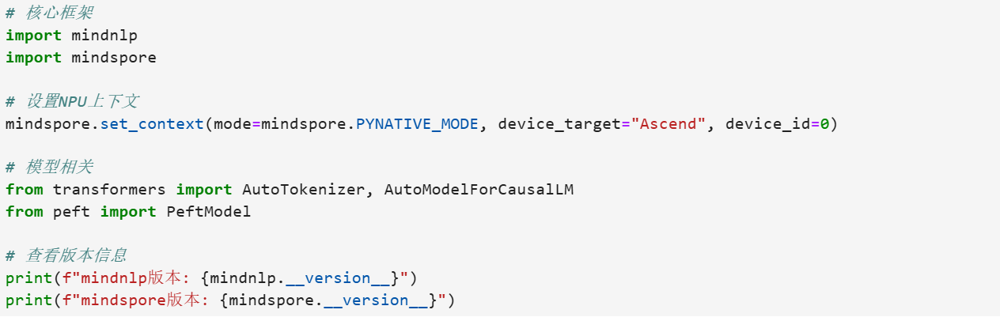 # 核心框架
import mindnlp
import mindspore
# 设置NPU上下文
mindspore.set_context(mode=mindspore.PYNATIVE_MODE, device_target="Ascend", device_id=0)
# 模型相关
from transformers import AutoTokenizer, AutoModelForCausalLM
from peft import PeftModel
# 查看版本信息
print(f"mindnlp版本: {mindnlp.__version__}")
print(f"mindspore版本: {mindspore.__version__}")